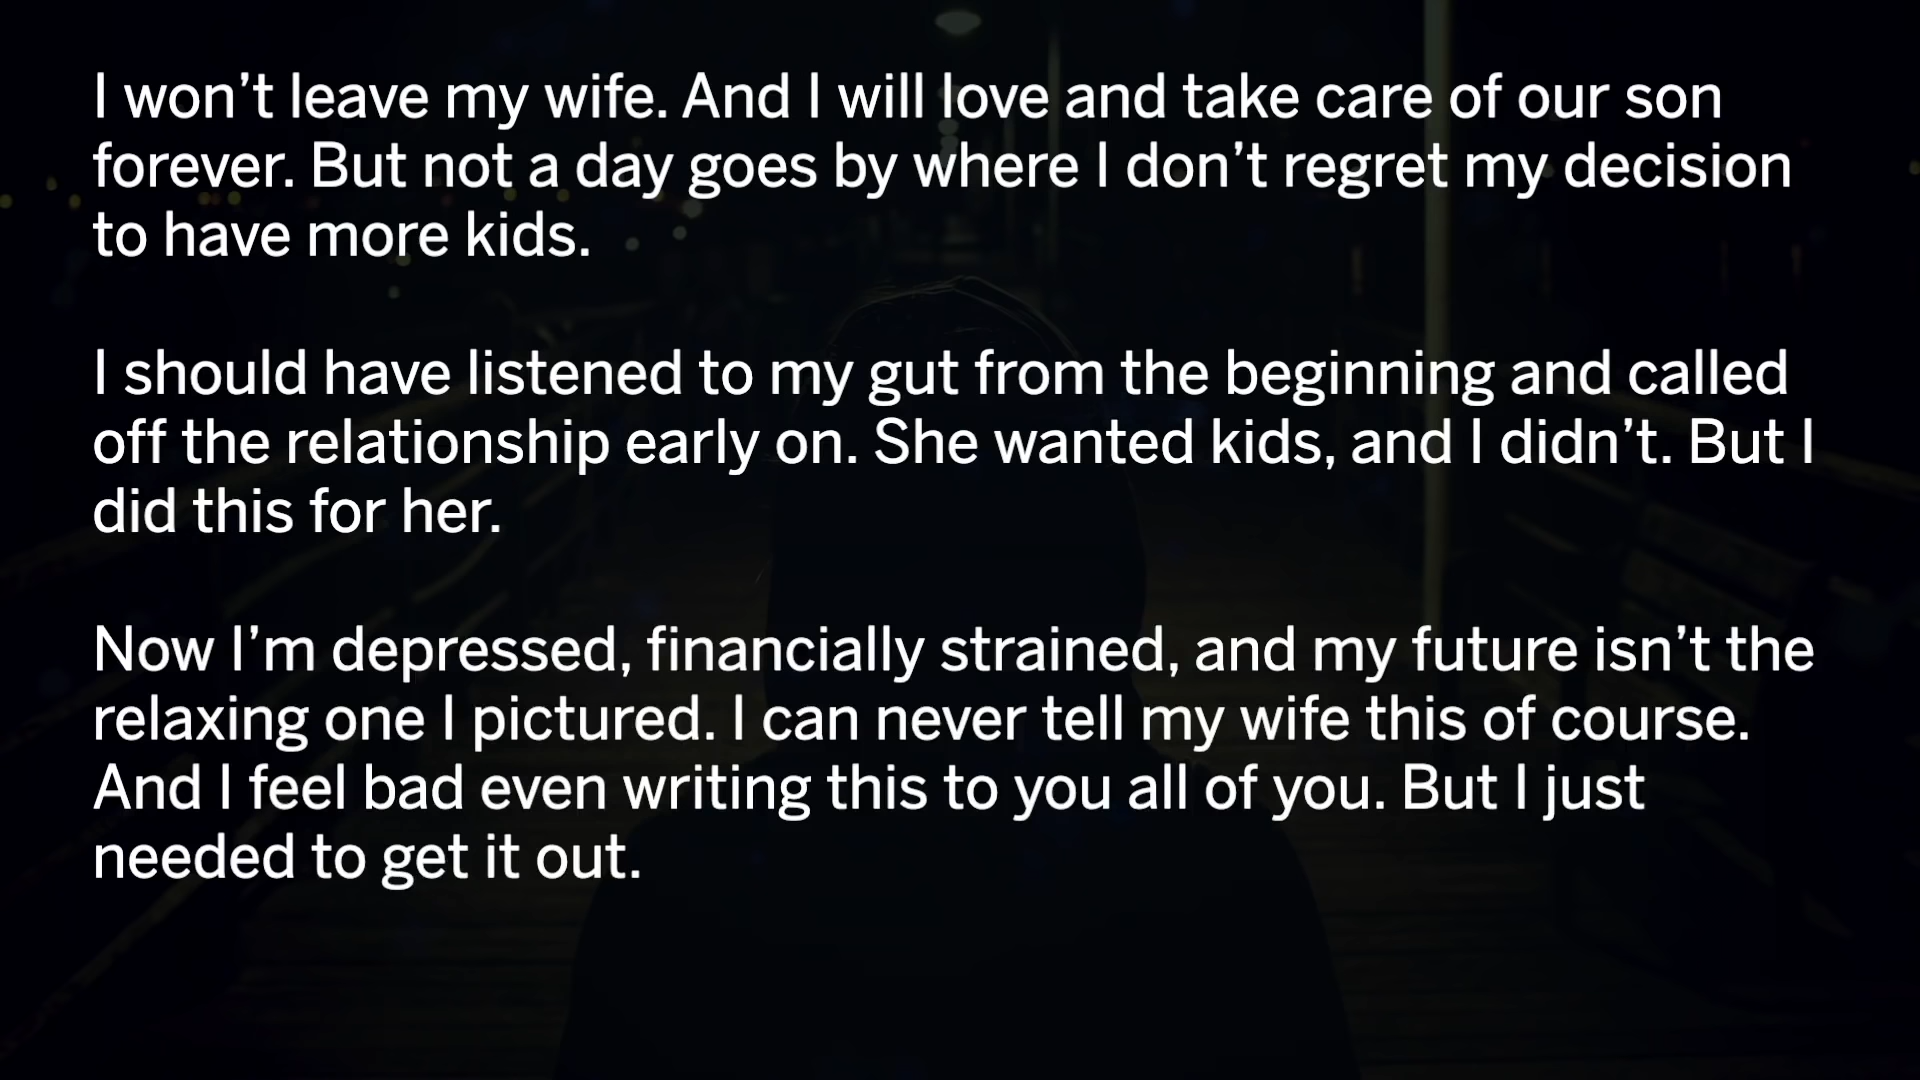 I won’t leave my wife. And I will love and take care of our son
forever. But not a day goes by where I don’t regret my decision
to have more kids.
I should have listened to my gut from the beginning and called
off the relationship early on. She wanted kids, and I didn’t. But I
did this for her.
Now I’m depressed, financially strained, and my future isn’t the
relaxing one I pictured. I can never tell my wife this of course.
And I feel bad even writing this to you all of you. But I just
needed to get it out.